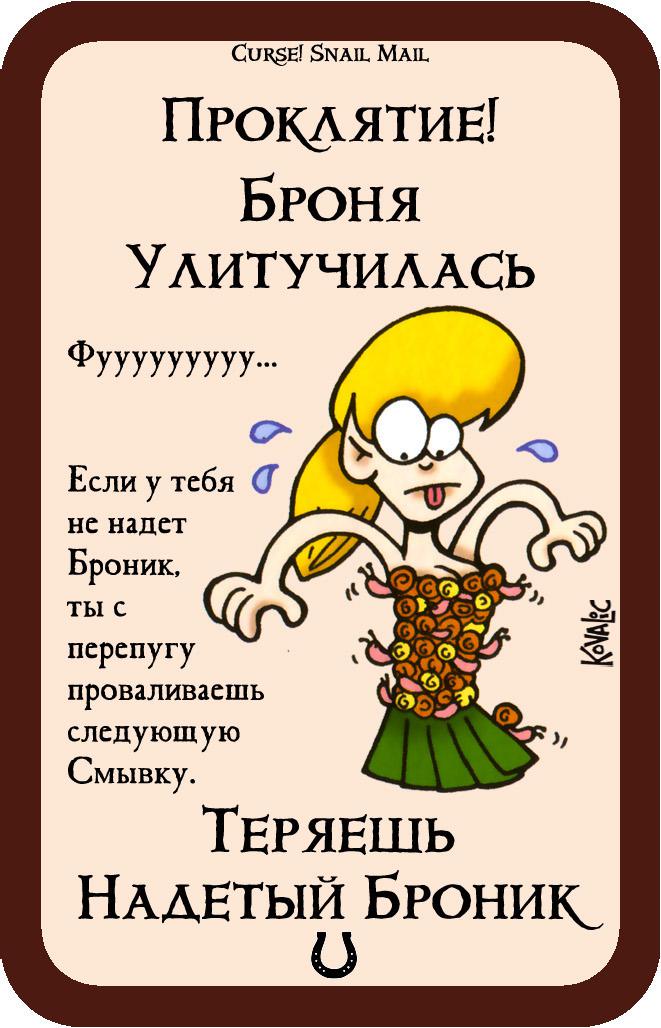 Curse! Snail Mail
Проклятие!
Броня
Улитучилась
Фууууууууу...
Если у тебя
не надет
Броник,
ты с
перепугу
проваливаешь
следующую
Смывку.
Kovalic
Теряешь
Надетый Броник